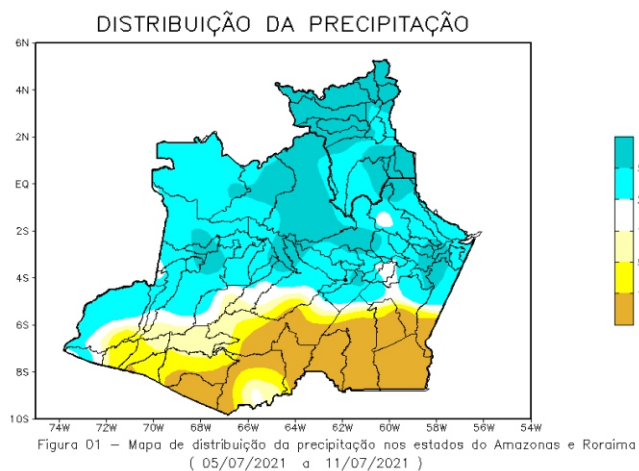 DISTRIBUIÇÃO DA PRECIPITAÇÃO
6N
4N
2N
EQ
2S
4S
6S
8S
10S
74W 72W 70W 68W 66W 64W 62W 60W 58W 56W 54W
Figura 01 – Mapa de distribuição da precipitação nos estados do Amazonas e Roraima
( 05/07/2021 a 11/07/2021 )